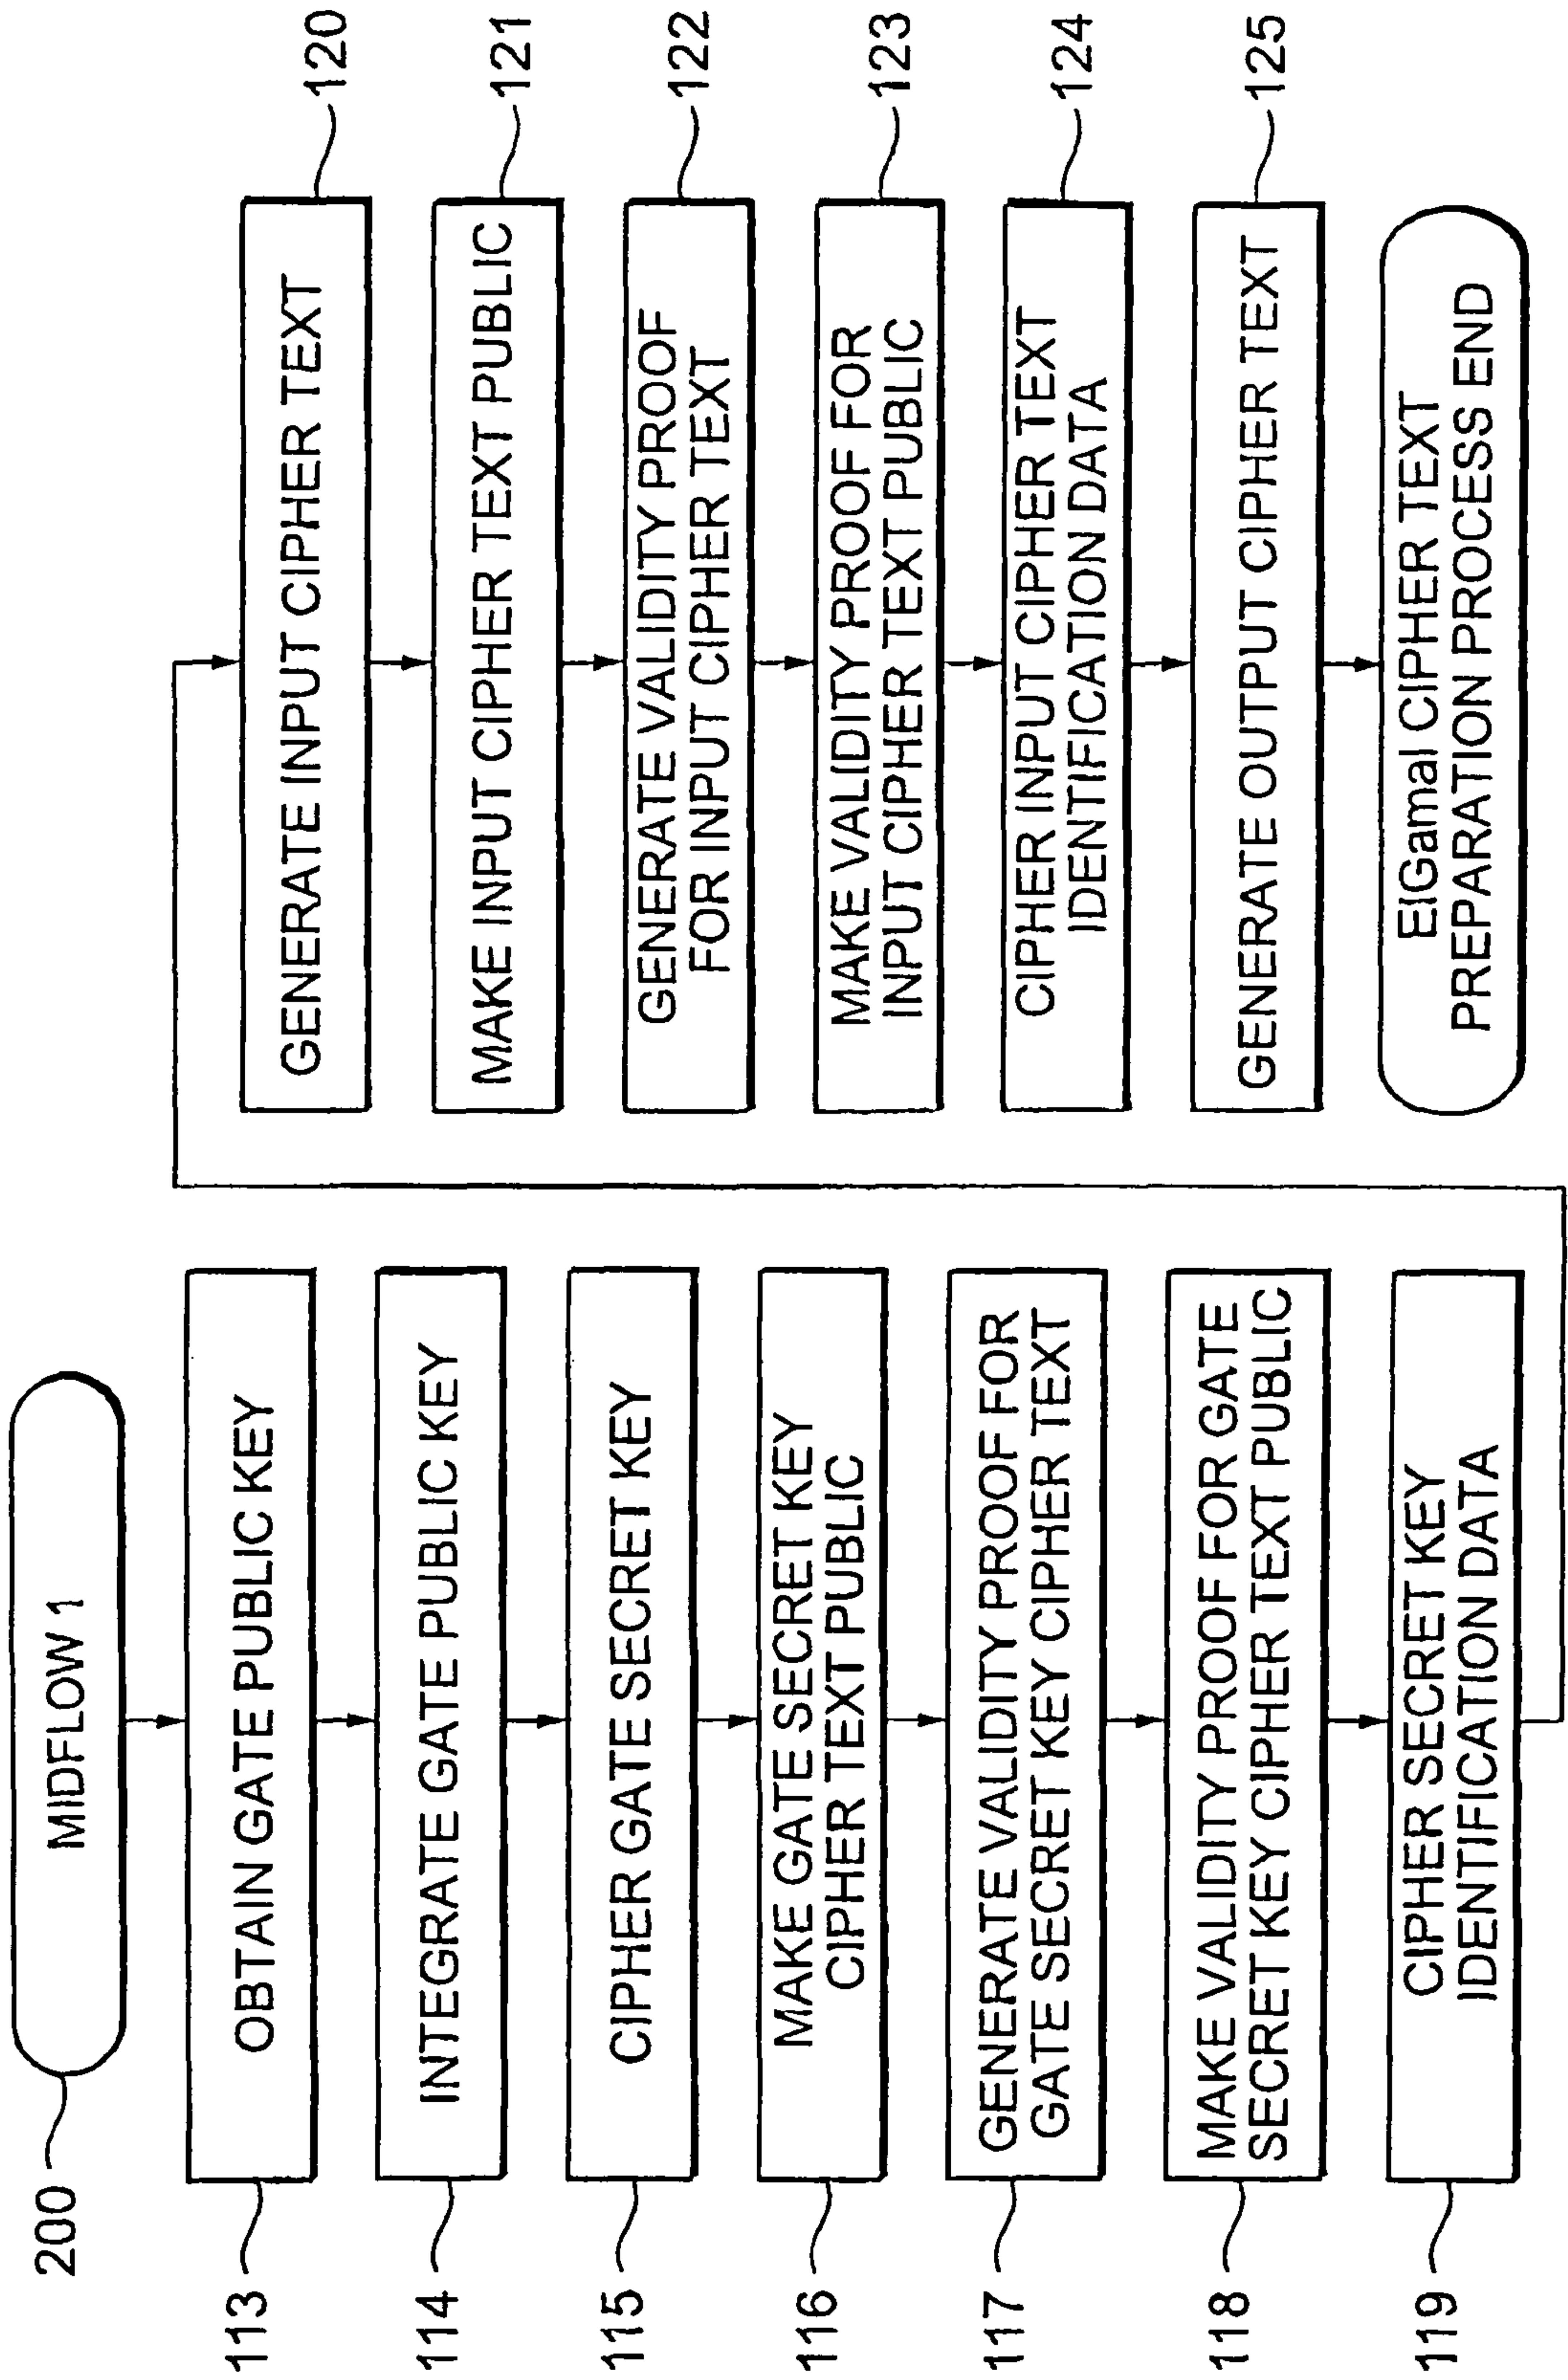 200
MIDFLOW 1
113
OBTAIN GATE PUBLIC KEY
114
INTEGRATE GATE PUBLIC KEY
115
CIPHER GATE SECRET KEY
116
MAKE GATE SECRET KEY
CIPHER TEXT PUBLIC
117
GENERATE VALIDITY PROOF FOR
GATE SECRET KEY CIPHER TEXT
118
MAKE VALIDITY PROOF FOR GATE
SECRET KEY CIPHER TEXT PUBLIC
119
CIPHER SECRET KEY
IDENTIFICATION DATA
GENERATE INPUT CIPHER TEXT
120
MAKE INPUT CIPHER TEXT PUBLIC
121
GENERATE VALIDITY PROOF
FOR INPUT CIPHER TEXT
122
MAKE VALIDITY PROOF FOR
INPUT CIPHER TEXT PUBLIC
123
CIPHER INPUT CIPHER TEXT
IDENTIFICATION DATA
124
GENERATE OUTPUT CIPHER TEXT
125
ElGamal CIPHER TEXT
PREPARATION PROCESS END